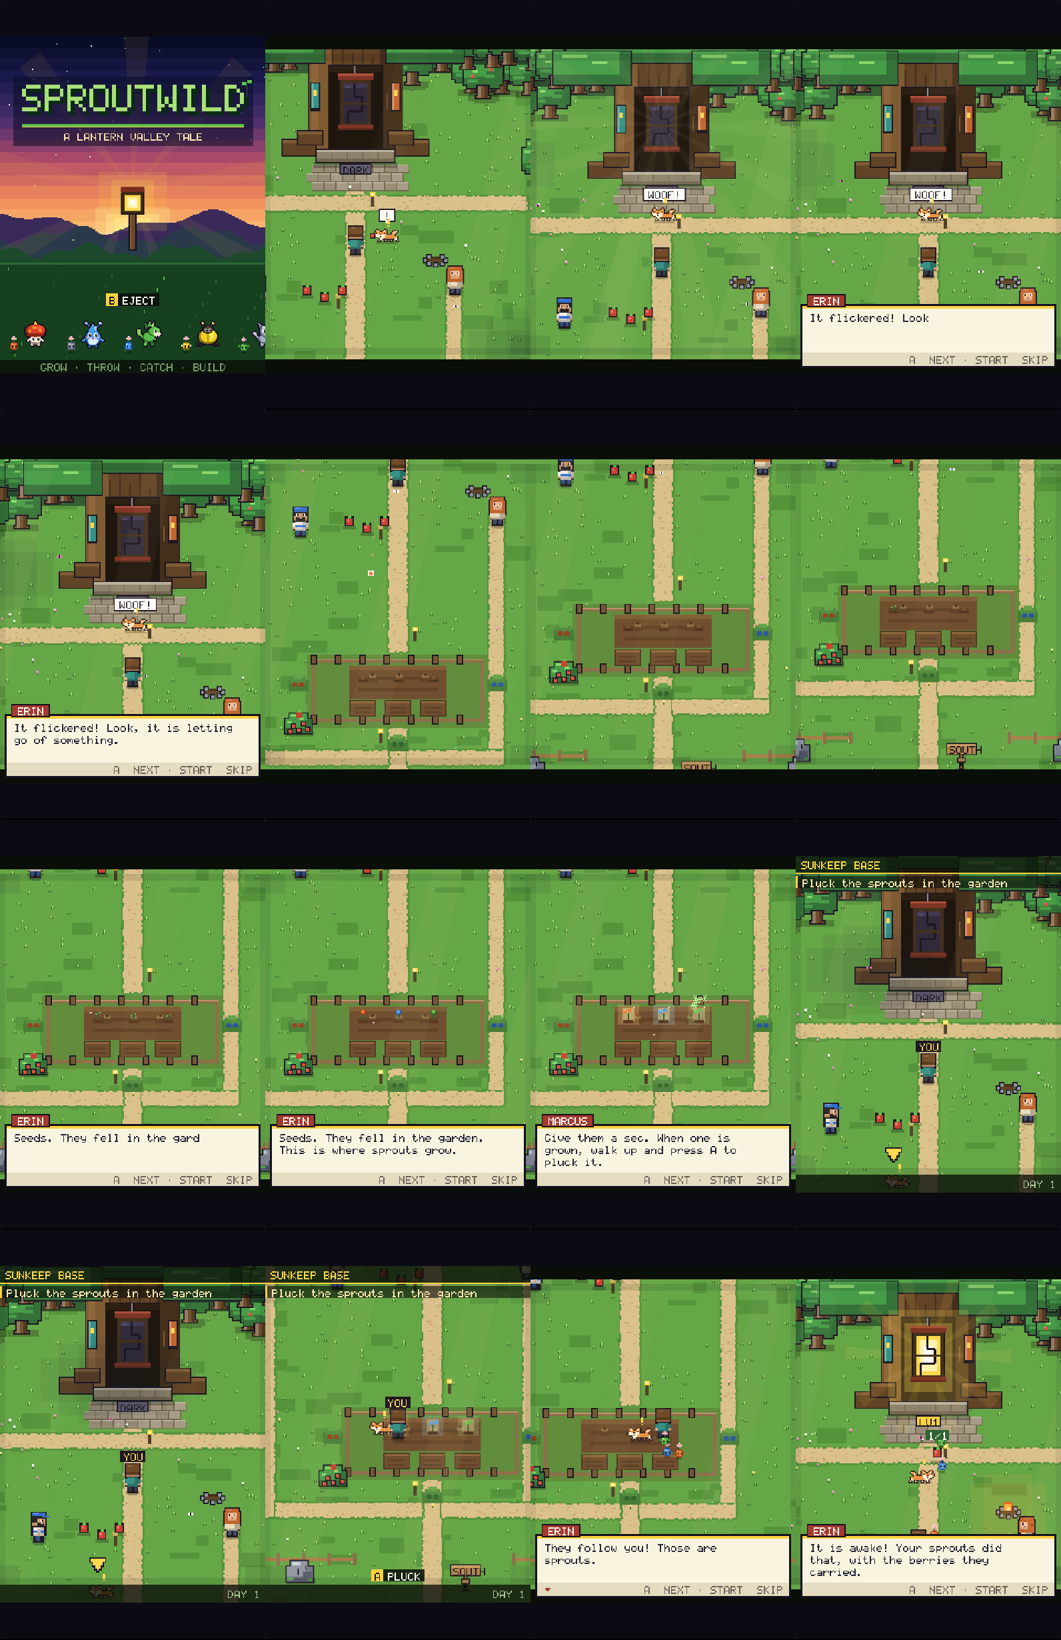 SPROUTWILD
A LANTERN VALLEY TALE
B EJECT
GROW · THROW · CATCH · BUILD
DARK
!
WOOF!
WOOF!
ERIN
It flickered! Look
A NEXT · START SKIP
WOOF!
ERIN
It flickered! Look, it is letting
go of something.
A NEXT · START SKIP
SOUTH
SOUTH
ERIN
Seeds. They fell in the gard
A NEXT · START SKIP
ERIN
Seeds. They fell in the garden.
This is where sprouts grow.
A NEXT · START SKIP
MARCUS
Give them a sec. When one is
grown, walk up and press A to
pluck it.
A NEXT · START SKIP
SUNKEEP BASE
Pluck the sprouts in the garden
DARK
YOU
DAY 1
SUNKEEP BASE
Pluck the sprouts in the garden
DARK
YOU
DAY 1
SUNKEEP BASE
Pluck the sprouts in the garden
YOU
A PLUCK
SOUTH
DAY 1
ERIN
They follow you! Those are
sprouts.
A NEXT · START SKIP
LV1
1/1
ERIN
It is awake! Your sprouts did
that, with the berries they
carried.
A NEXT · START SKIP